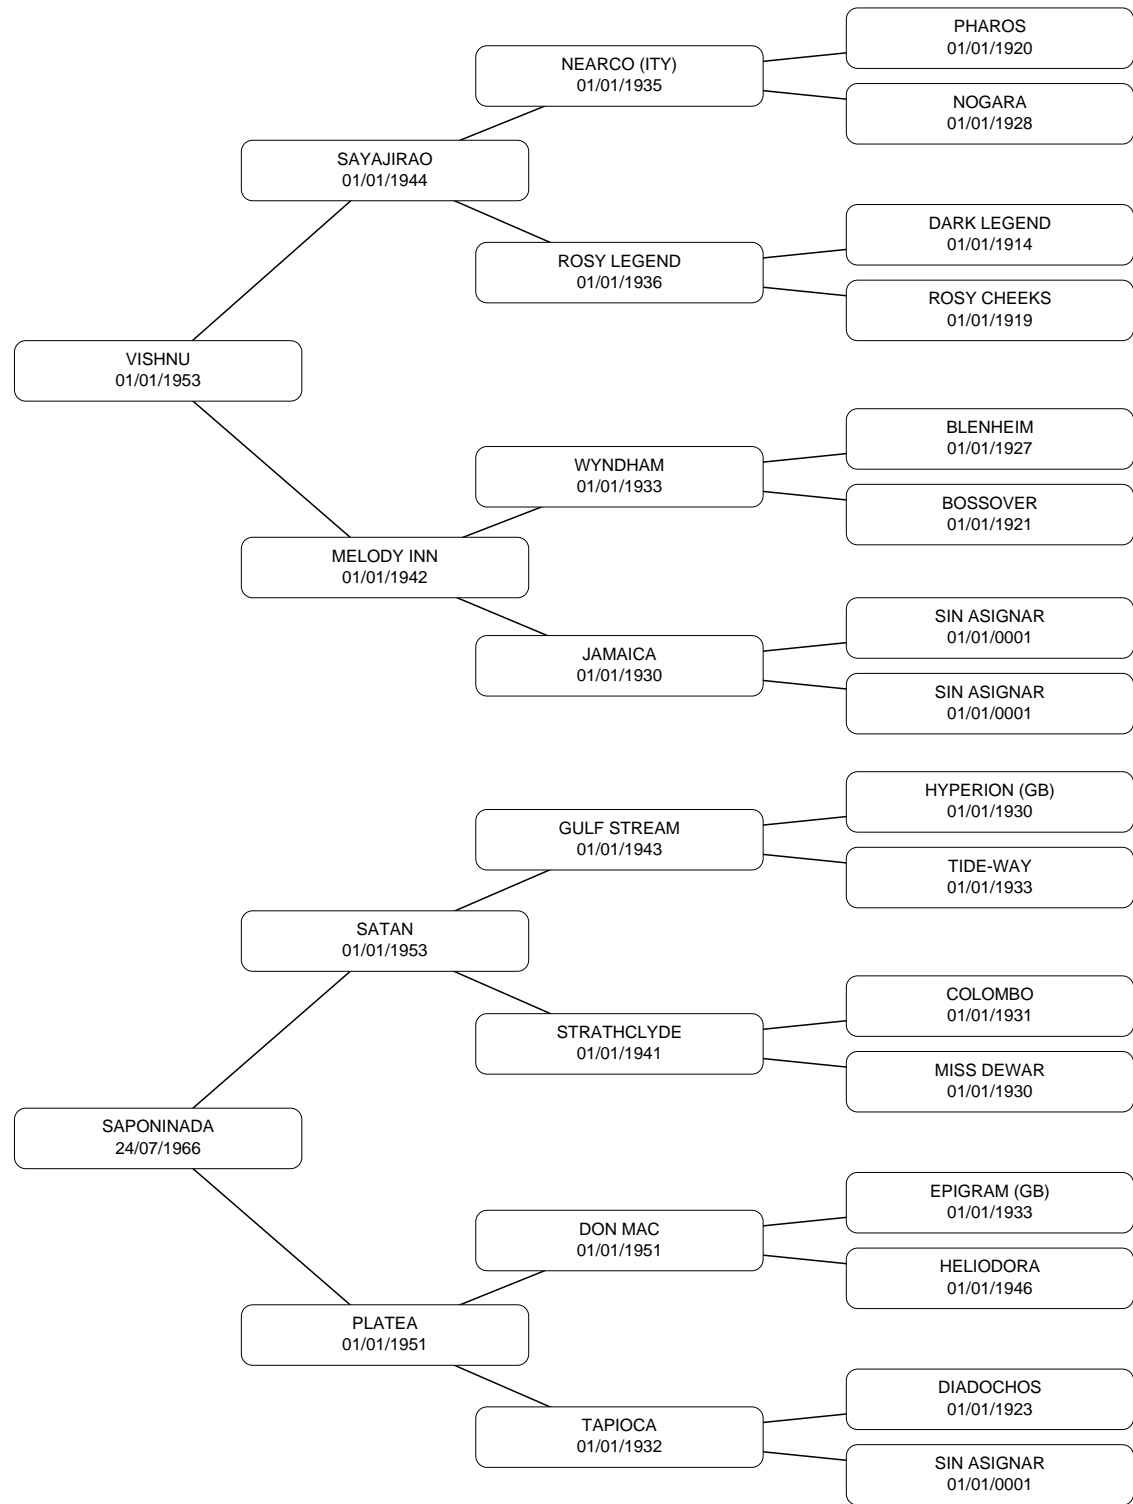 PHAROS
01/01/1920
NEARCO (ITY)
01/01/1935
NOGARA
01/01/1928
SAYAJIRAO
01/01/1944
DARK LEGEND
01/01/1914
ROSY LEGEND
01/01/1936
ROSY CHEEKS
01/01/1919
VISHNU
01/01/1953
BLENHEIM
01/01/1927
WYNDHAM
01/01/1933
BOSSOVER
01/01/1921
MELODY INN
01/01/1942
SIN ASIGNAR
01/01/0001
JAMAICA
01/01/1930
SIN ASIGNAR
01/01/0001
HYPERION (GB)
01/01/1930
GULF STREAM
01/01/1943
TIDE-WAY
01/01/1933
SATAN
01/01/1953
COLOMBO
01/01/1931
STRATHCLYDE
01/01/1941
MISS DEWAR
01/01/1930
SAPONINADA
24/07/1966
EPIGRAM (GB)
01/01/1933
DON MAC
01/01/1951
HELIODORA
01/01/1946
PLATEA
01/01/1951
DIADOCHOS
01/01/1923
TAPIOCA
01/01/1932
SIN ASIGNAR
01/01/0001